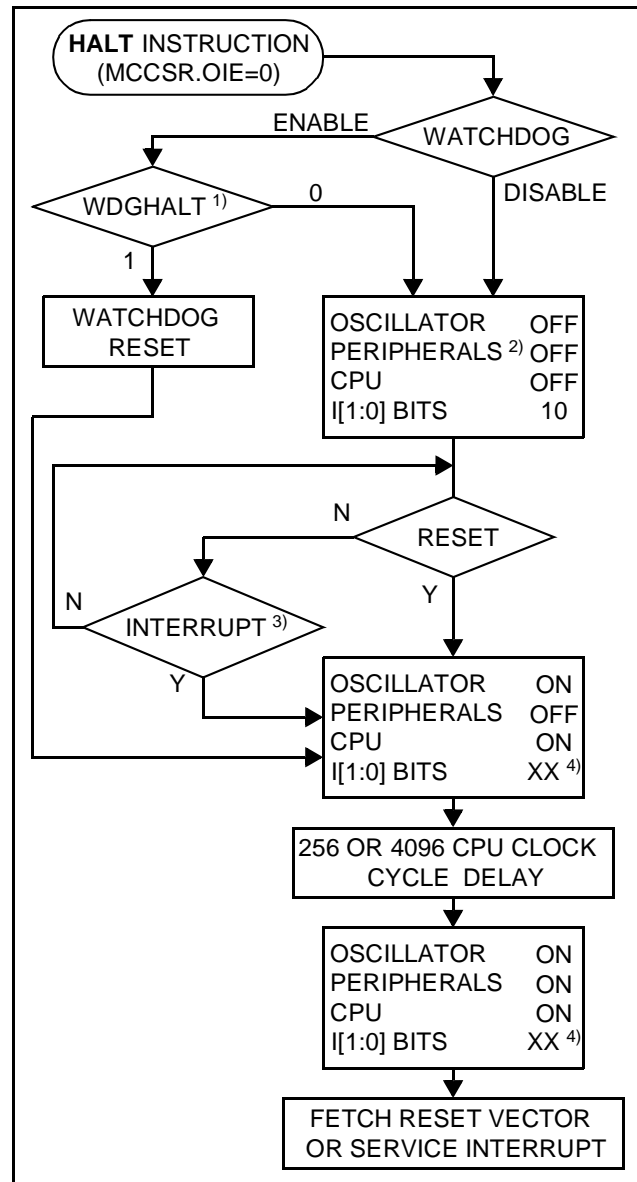 HALT INSTRUCTION
(MCCSR.OIE=0)
ENABLE
WATCHDOG
WDGHALT 1)
0
DISABLE
1
WATCHDOG
RESET
OSCILLATOR OFF
PERIPHERALS 2) OFF
CPU OFF
I[1:0] BITS 10
N
RESET
N
Y
INTERRUPT 3)
Y
OSCILLATOR ON
PERIPHERALS OFF
CPU ON
I[1:0] BITS XX 4)
256 OR 4096 CPU CLOCK
CYCLE DELAY
OSCILLATOR ON
PERIPHERALS ON
CPU ON
I[1:0] BITS XX 4)
FETCH RESET VECTOR
OR SERVICE INTERRUPT